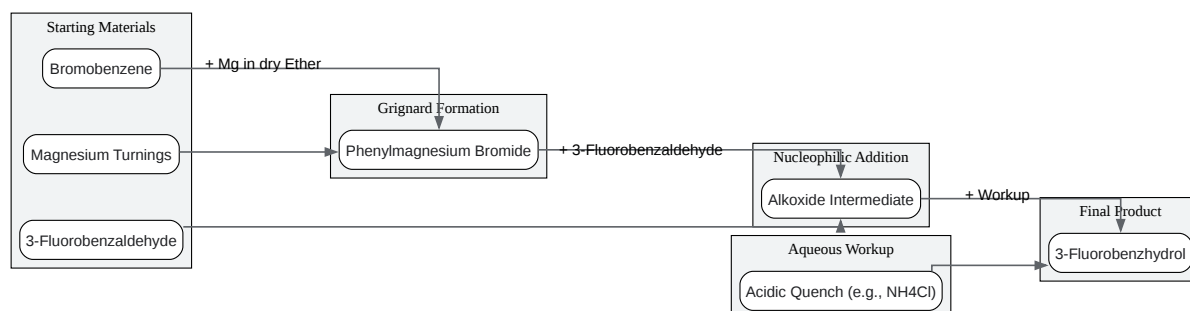 Starting Materials
Bromobenzene
+ Mg in dry Ether
Grignard Formation
Magnesium Turnings
Phenylmagnesium Bromide
+ 3-Fluorobenzaldehyde
Nucleophilic Addition
Alkoxide Intermediate
+ Workup
Final Product
3-Fluorobenzaldehyde
3-Fluorobenzhydrol
Aqueous Workup
Acidic Quench (e.g., NH4Cl)